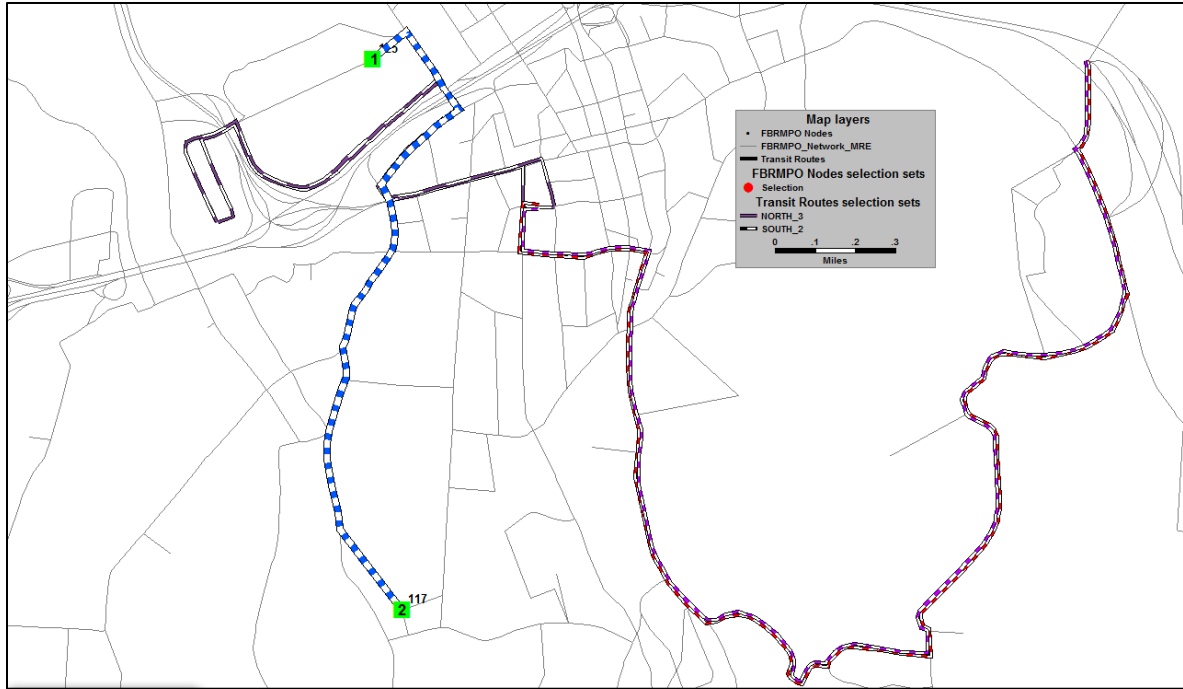 125
1
Map layers
FBRMPO Nodes
FBRMPO_Network_MRE
Transit Routes
FBRMPO Nodes selection sets
Selection
Transit Routes selection sets
NORTH_3
SOUTH_2
0 .1 .2 .3
Miles
117
2